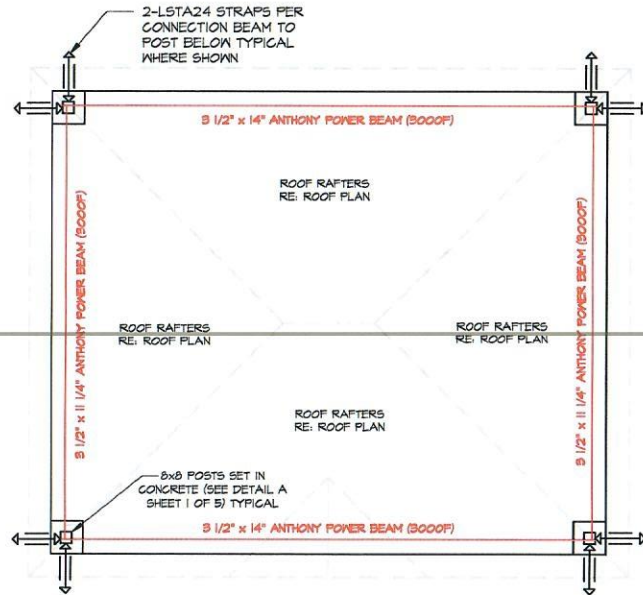 2-LSTA24 STRAPS PER
CONNECTION BEAM TO
POST BELOW TYPICAL
WHERE SHOWN
3 1/2" x 14" ANTHONY POWER BEAM (3000F)
ROOF RAFTERS
RE: ROOF PLAN
3 1/2" x 11 1/4" ANTHONY POWER BEAM (3000F)
3 1/2" x 11 1/4" ANTHONY POWER BEAM (3000F)
ROOF RAFTERS
RE: ROOF PLAN
ROOF RAFTERS
RE: ROOF PLAN
ROOF RAFTERS
RE: ROOF PLAN
8x8 POSTS SET IN
CONCRETE (SEE DETAIL A
SHEET 1 OF 5) TYPICAL
3 1/2" x 14" ANTHONY POWER BEAM (3000F)